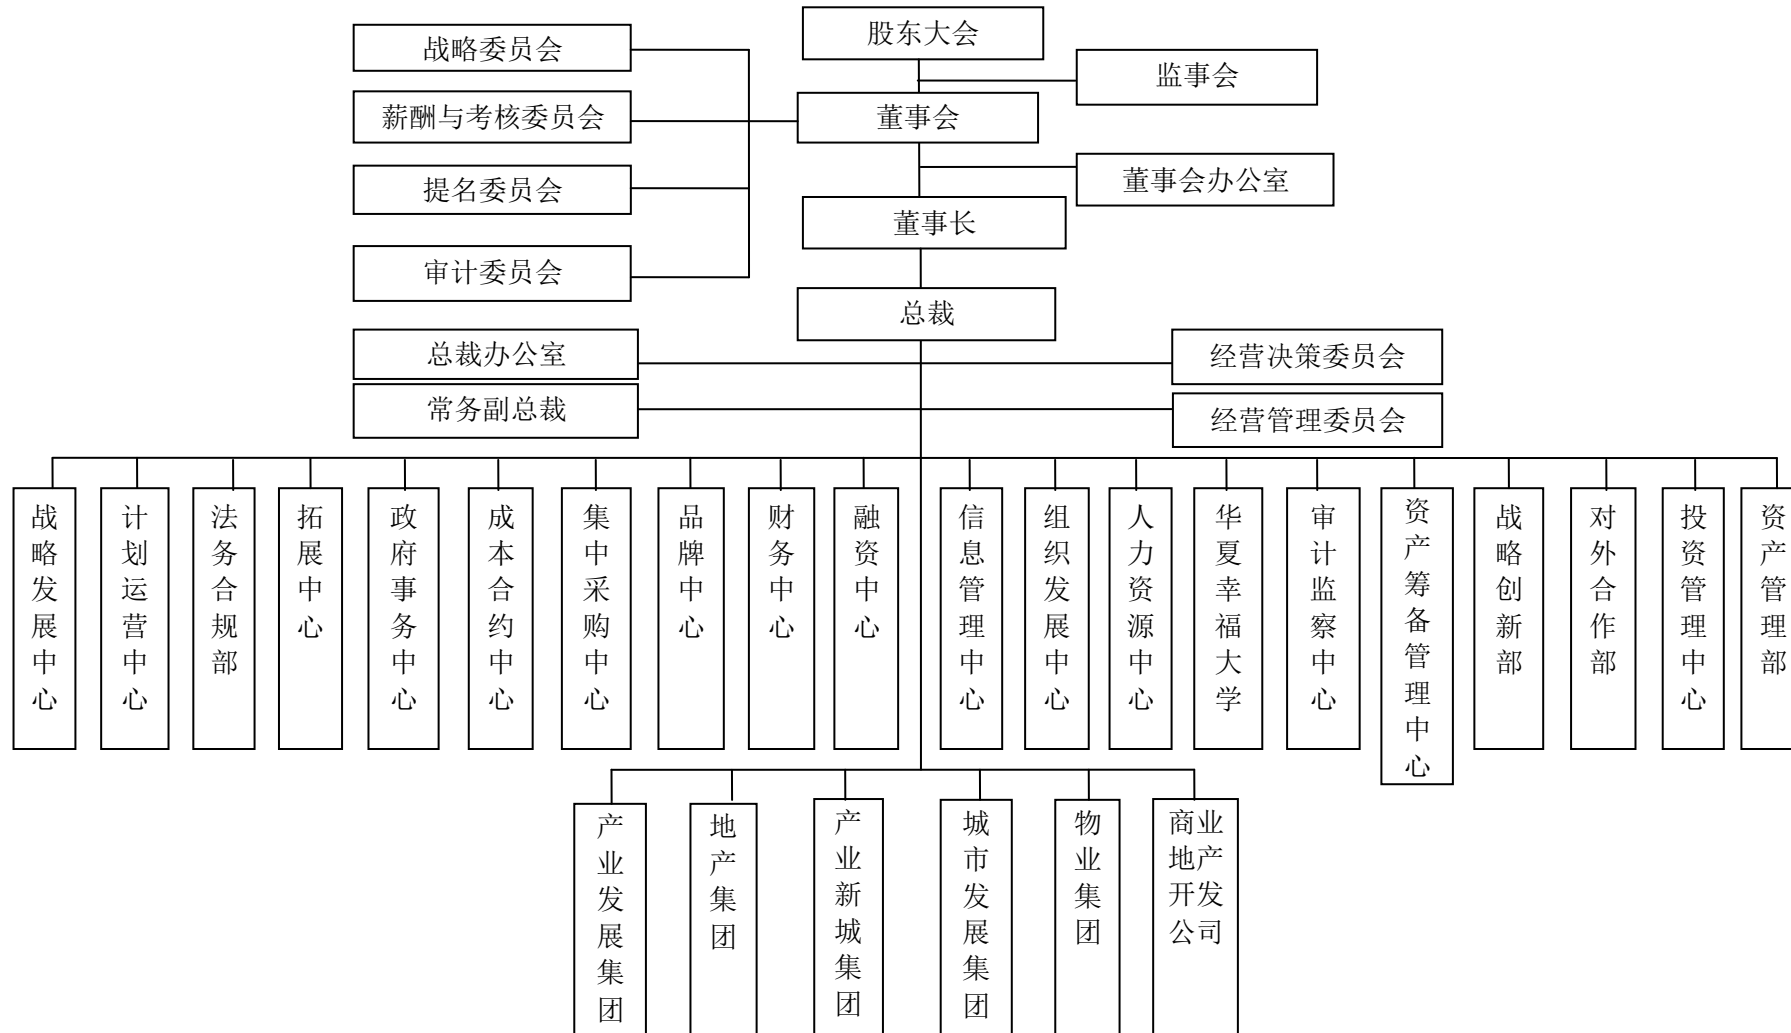 股东大会
战略委员会
监事会
薪酬与考核委员会
董事会
提名委员会
董事会办公室
董事长
审计委员会
总裁
总裁办公室
经营决策委员会
常务副总裁
经营管理委员会
战略发展中心
计划运营中心
法务合规部
拓展中心
政府事务中心
成本合约中心
集中采购中心
品牌中心
财务中心
融资中心
信息管理中心
组织发展中心
人力资源中心
华夏幸福大学
审计监察中心
资产筹备管理中心
战略创新部
对外合作部
投资管理中心
资产管理部
产业发展集团
地产集团
产业新城集团
城市发展集团
物业集团
商业
地产
开发
公司